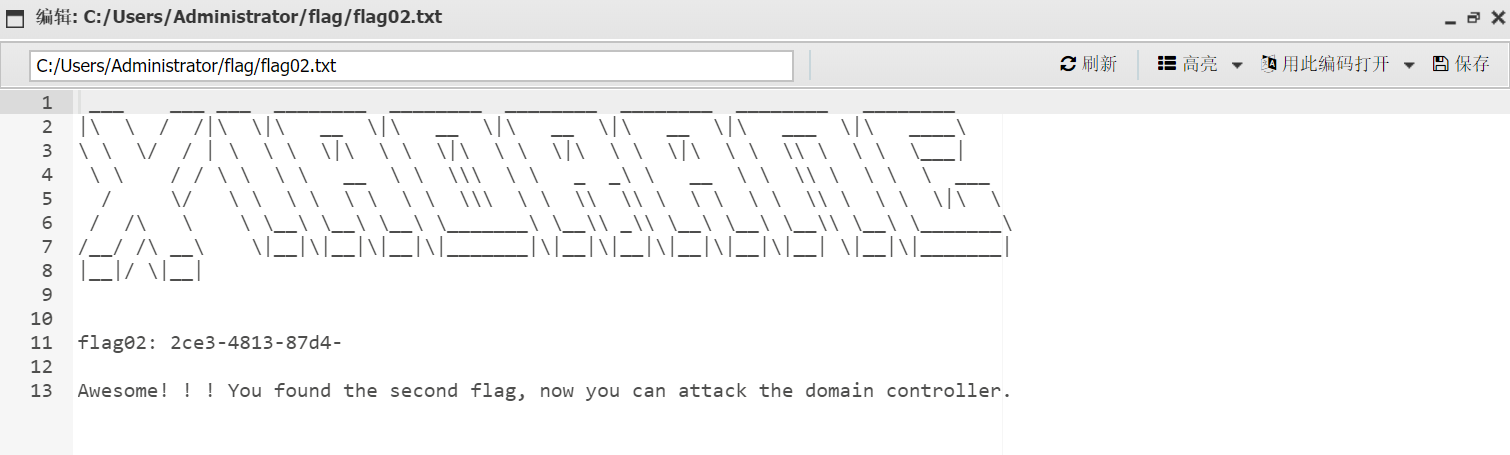 编辑: C:/Users/Administrator/flag/flag02.txt
C:/Users/Administrator/flag/flag02.txt
刷新 高亮 用此编码打开 保存
1  ___    ___ ___  ________  ________  ________  ________  ________   ________
2 |\  \  /  /|\  \|\   __  \|\   __  \|\   __  \|\   __  \|\   ___  \|\   ____\
3 \ \  \/  / | \  \ \  \|\  \ \  \|\  \ \  \|\  \ \  \|\  \ \  \\ \  \ \  \___|
4  \ \    / / \ \  \ \   __  \ \  \\\  \ \   _  _\ \   __  \ \  \\ \  \ \  \  ___
5   /     \/   \ \  \ \  \ \  \ \  \\\  \ \  \\  \\ \  \ \  \ \  \\ \  \ \  \|\  \
6  /  /\   \    \ \__\ \__\ \__\ \_______\ \__\\ _\\ \__\ \__\ \__\\ \__\ \_______\
7 /__/ /\ __\    \|__|\|__|\|__|\|_______|\|__|\|__|\|__|\|__|\|__| \|__|\|_______|
8 |__|/ \|__|
9
10
11 flag02: 2ce3-4813-87d4-
12
13 Awesome! ! ! You found the second flag, now you can attack the domain controller.